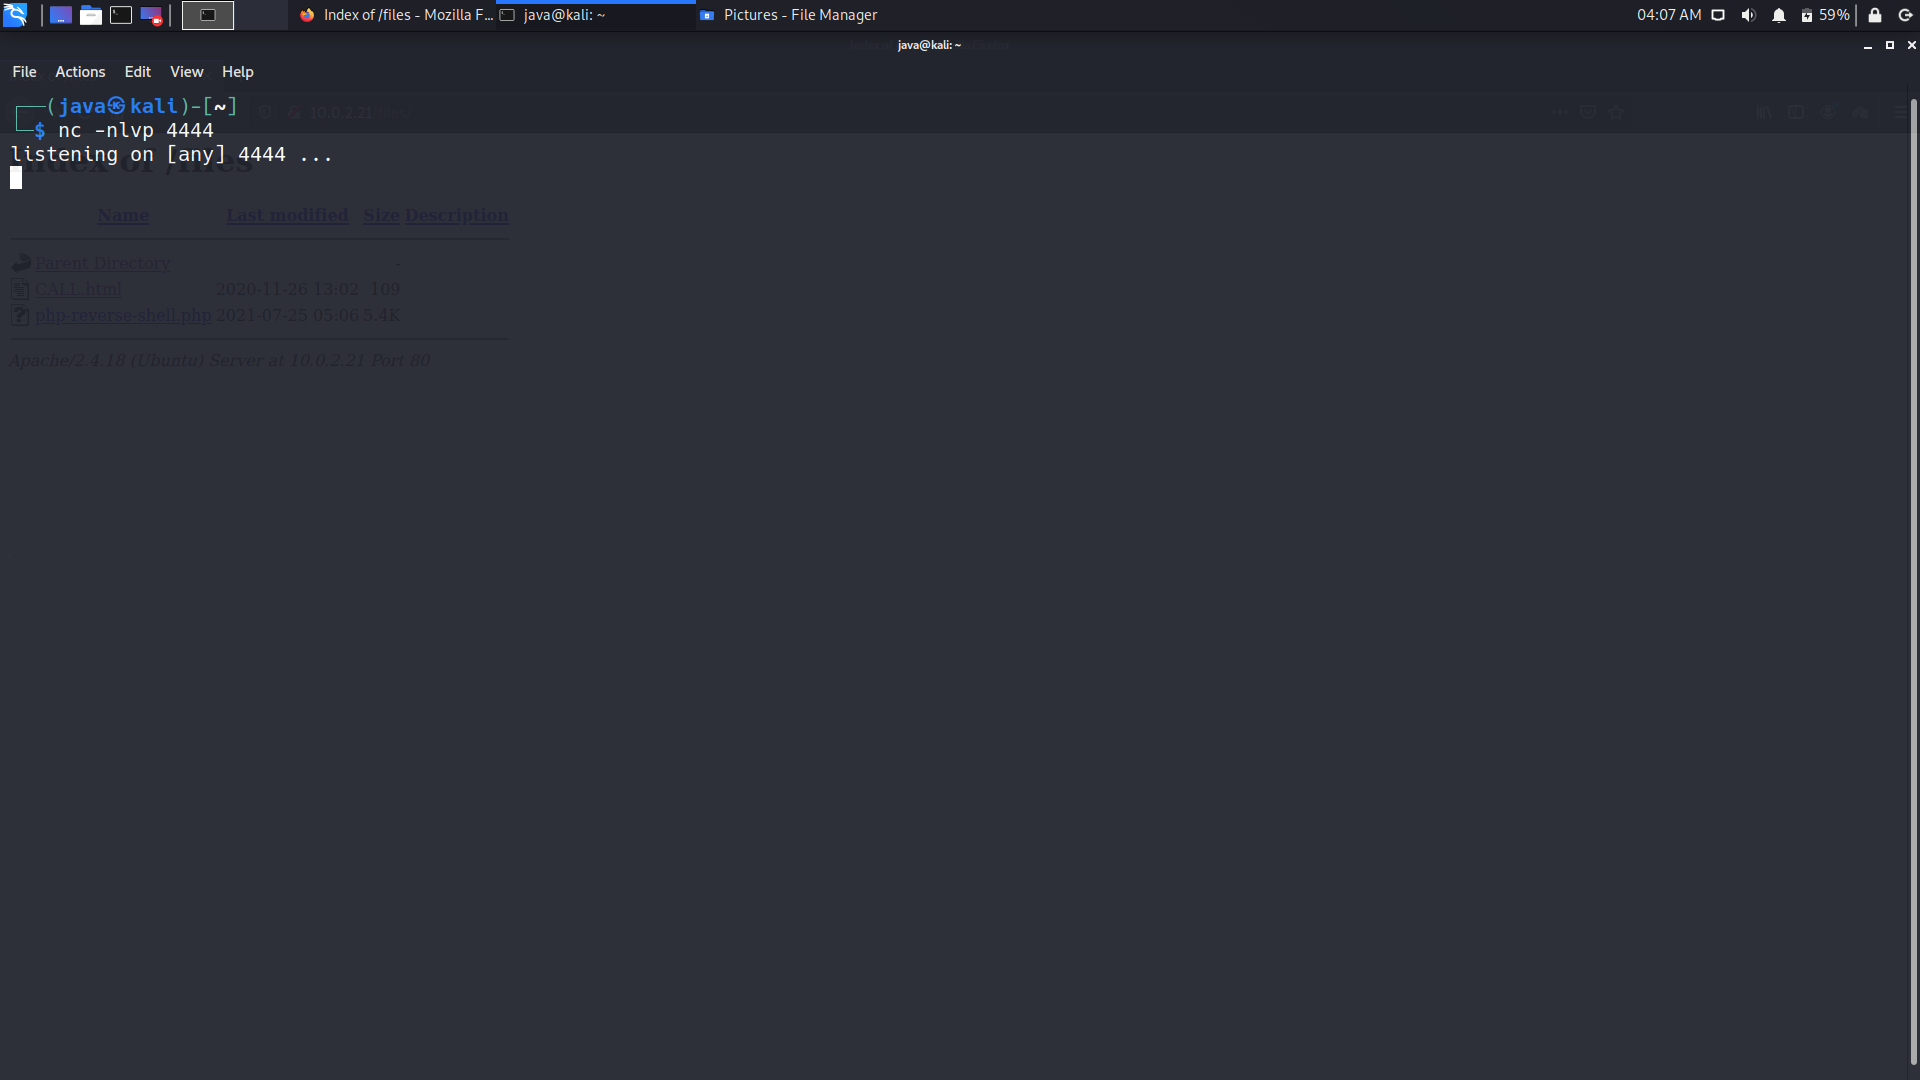 Index of /files - Mozilla F...
java@kali: ~
Pictures - File Manager
04:07 AM
59%
java@kali: ~
File Actions Edit View Help
┌──(java㉿kali)-[~]
└─$ nc -nlvp 4444
listening on [any] 4444 ...
10.0.2.21/files/
Index of /files
Name Last modified Size Description
Parent Directory -
CALL.html 2020-11-26 13:02 109
php-reverse-shell.php 2021-07-25 05:06 5.4K
Apache/2.4.18 (Ubuntu) Server at 10.0.2.21 Port 80